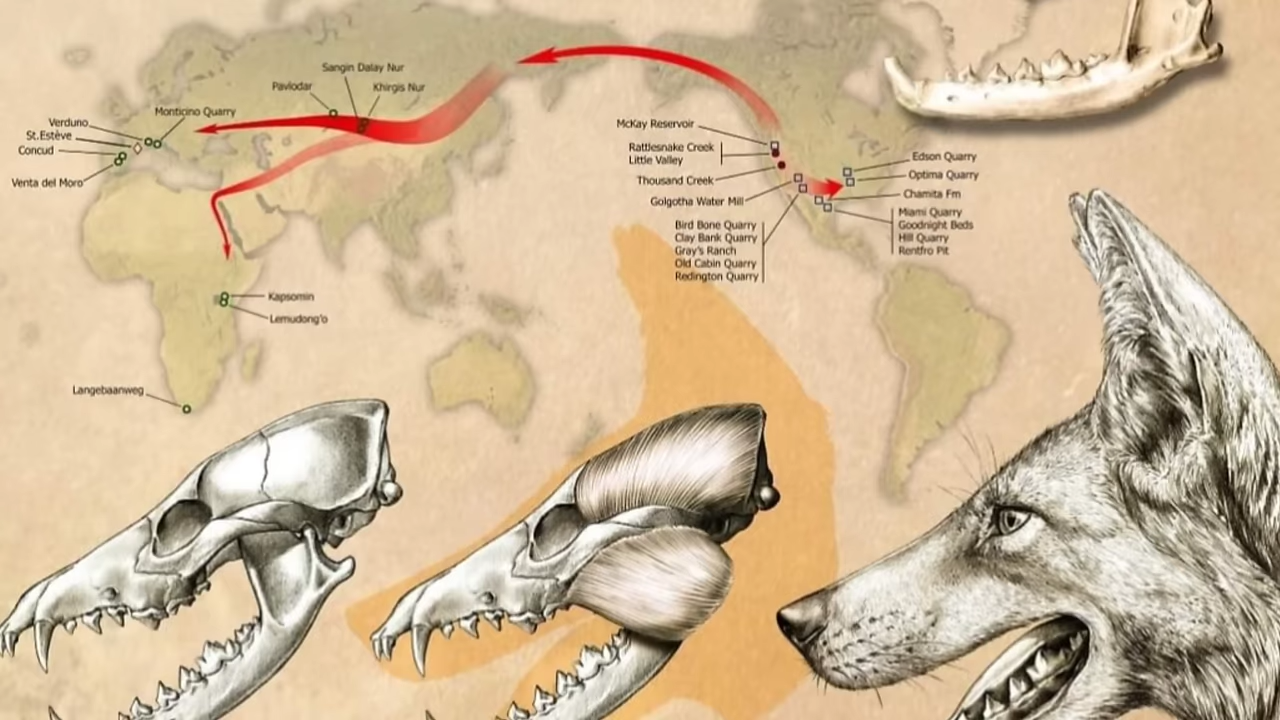 Sangin Dalay Nur
Pavlodar
Khirgis Nur
Monticino Quarry
Verduno
St.Estève
Concud
Venta del Moro
Kapsomin
Lemudong'o
Langebaanweg
McKay Reservoir
Rattlesnake Creek
Little Valley
Thousand Creek
Golgotha Water Mill
Bird Bone Quarry
Clay Bank Quarry
Gray's Ranch
Old Cabin Quarry
Redington Quarry
Edson Quarry
Optima Quarry
Chamita Fm
Miami Quarry
Goodnight Beds
Hill Quarry
Rentfro Pit